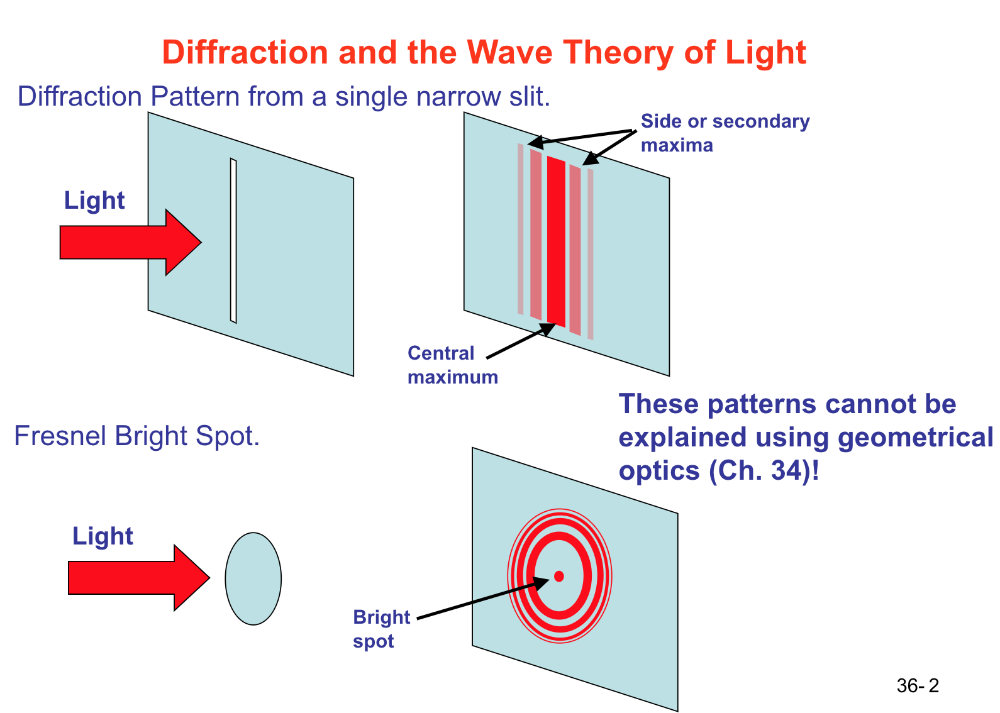 Diffraction and the Wave Theory of Light
Diffraction Pattern from a single narrow slit.
Side or secondary
maxima
Light
Central
maximum
These patterns cannot be
explained using geometrical
optics (Ch. 34)!
Fresnel Bright Spot.
Light
Bright
spot
36- 2